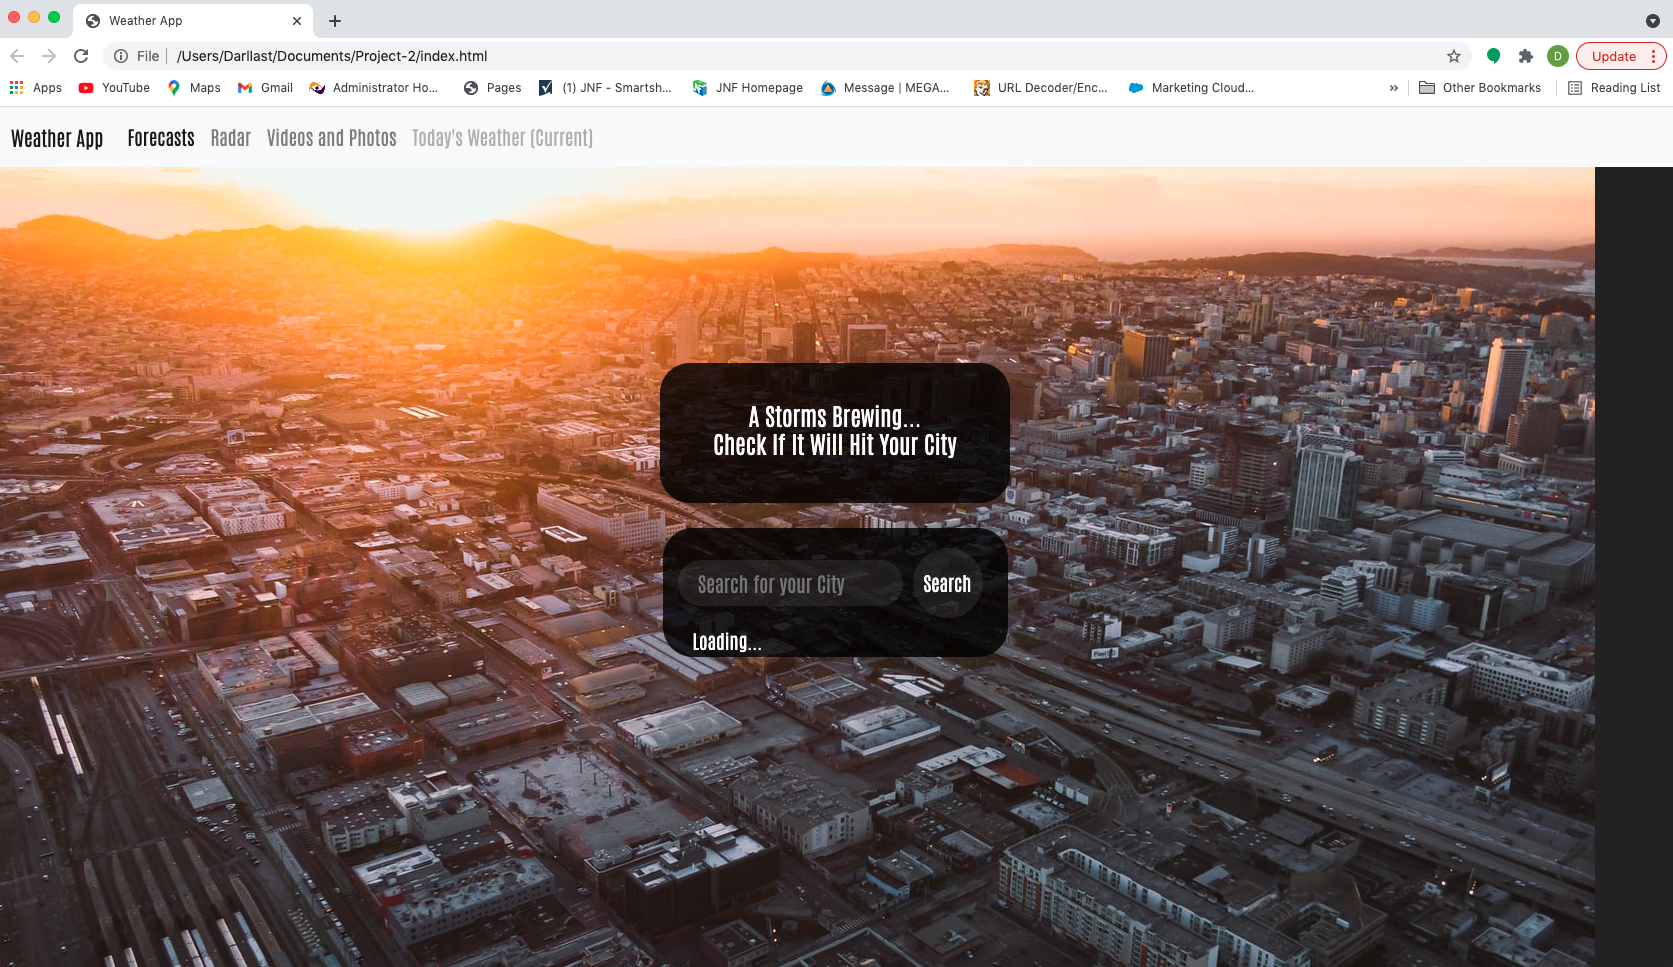 Weather App
File /Users/Darllast/Documents/Project-2/index.html D Update
Apps YouTube Maps Gmail Administrator Ho... Pages (1) JNF - Smartsh... JNF Homepage Message | MEGA... URL Decoder/Enc... Marketing Cloud... » Other Bookmarks Reading List
Weather App Forecasts Radar Videos and Photos Today's Weather (Current)
A Storms Brewing...
Check If It Will Hit Your City
Search for your City Search
Loading...